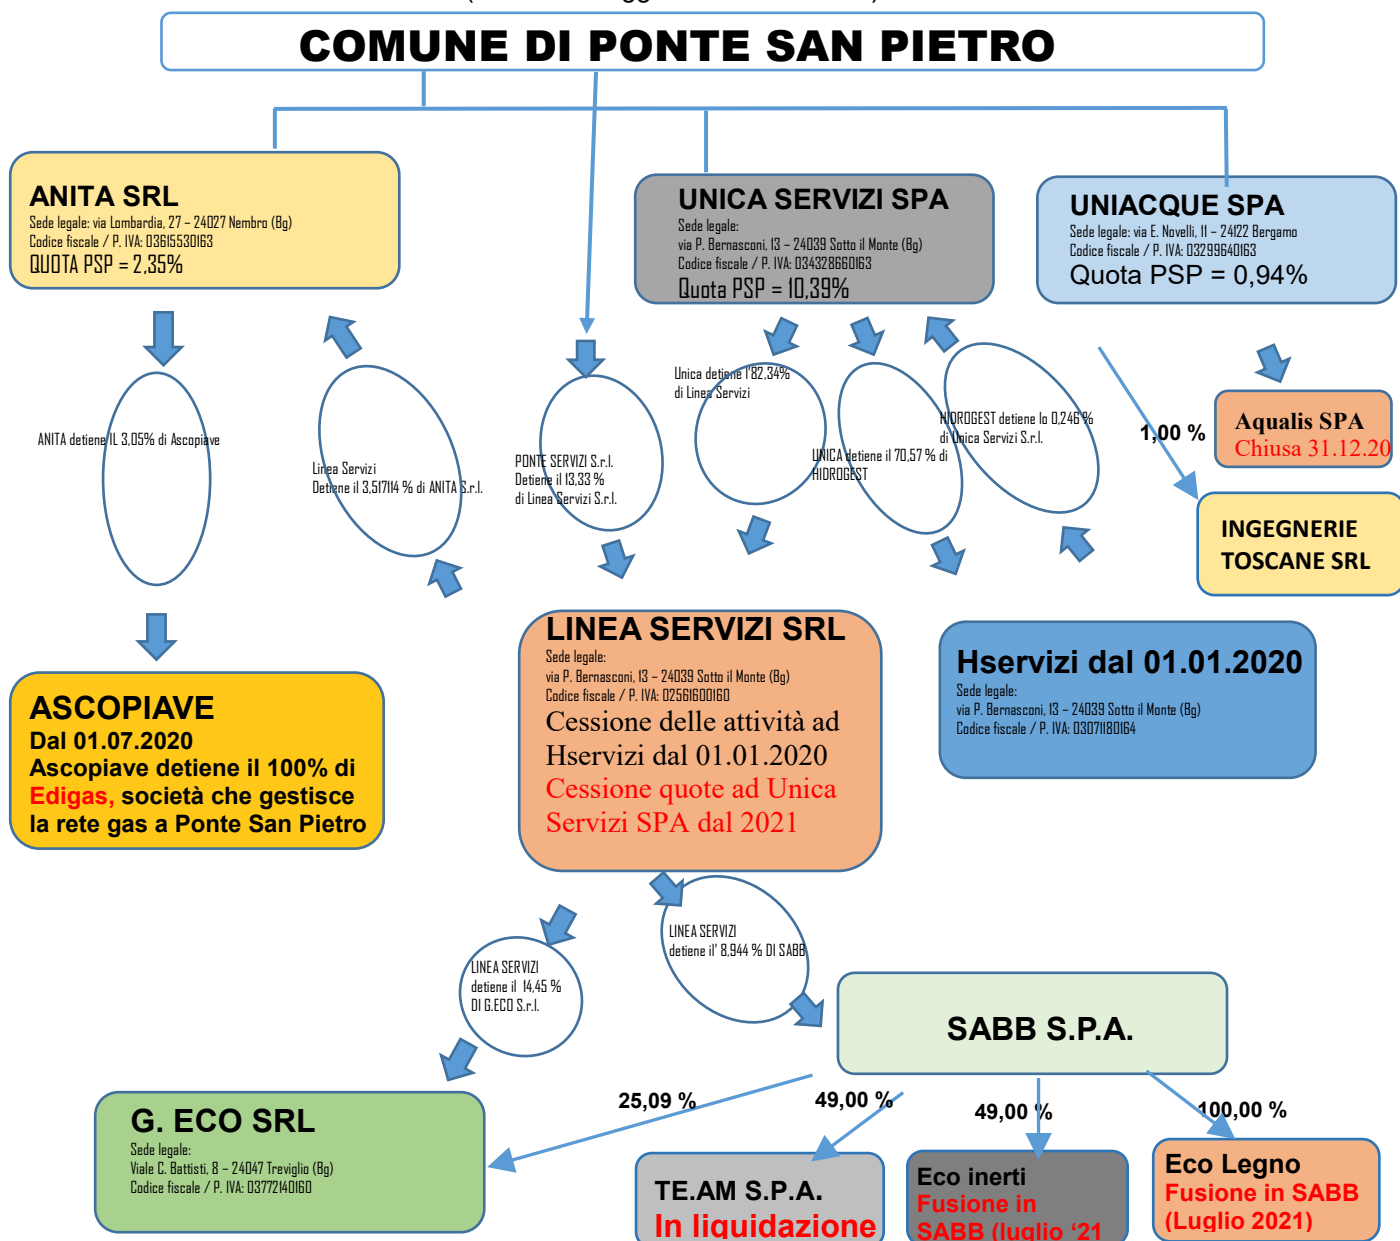 COMUNE DI PONTE SAN PIETRO
ANITA SRL
Sede legale: via Lombardia, 27 – 24027 Nembro (Bg)
Codice fiscale / P. IVA: 03615530163
QUOTA PSP = 2,35%
UNICA SERVIZI SPA
Sede legale:
via P. Bernasconi, 13 – 24039 Sotto il Monte (Bg)
Codice fiscale / P. IVA: 034328660163
Quota PSP = 10,39%
UNIACQUE SPA
Sede legale: via E. Novelli, 11 – 24122 Bergamo
Codice fiscale / P. IVA: 03299640163
Quota PSP = 0,94%
ANITA detiene IL 3,05% di Ascopiave
Linea Servizi
Detiene il 3,517114 % di ANITA S.r.l.
PONTE SERVIZI S.r.l.
Detiene il 13,33 %
di Linea Servizi S.r.l.
Unica detiene l'82,34%
di Linea Servizi
UNICA detiene il 70,57 % di
HIDROGEST
HIDROGEST detiene lo 0,246 %
di Unica Servizi S.r.l.
1,00 %
Aqualis SPA
Chiusa 31.12.20
INGEGNERIE
TOSCANE SRL
ASCOPIAVE
Dal 01.07.2020
Ascopiave detiene il 100% di
Edigas, società che gestisce
la rete gas a Ponte San Pietro
LINEA SERVIZI SRL
Sede legale:
via P. Bernasconi, 13 – 24039 Sotto il Monte (Bg)
Codice fiscale / P. IVA: 02561600160
Cessione delle attività ad
Hservizi dal 01.01.2020
Cessione quote ad Unica
Servizi SPA dal 2021
Hservizi dal 01.01.2020
Sede legale:
via P. Bernasconi, 13 – 24039 Sotto il Monte (Bg)
Codice fiscale / P. IVA: 03071180164
LINEA SERVIZI
detiene il 14,45 %
DI G.ECO S.r.l.
LINEA SERVIZI
detiene il' 8,944 % DI SABB
SABB S.P.A.
25,09 %
49,00 %
49,00 %
100,00 %
G. ECO SRL
Sede legale:
Viale C. Battisti, 8 – 24047 Treviglio (Bg)
Codice fiscale / P. IVA: 03772140160
TE.AM S.P.A.
In liquidazione
Eco inerti
Fusione in
SABB (luglio '21
Eco Legno
Fusione in SABB
(Luglio 2021)